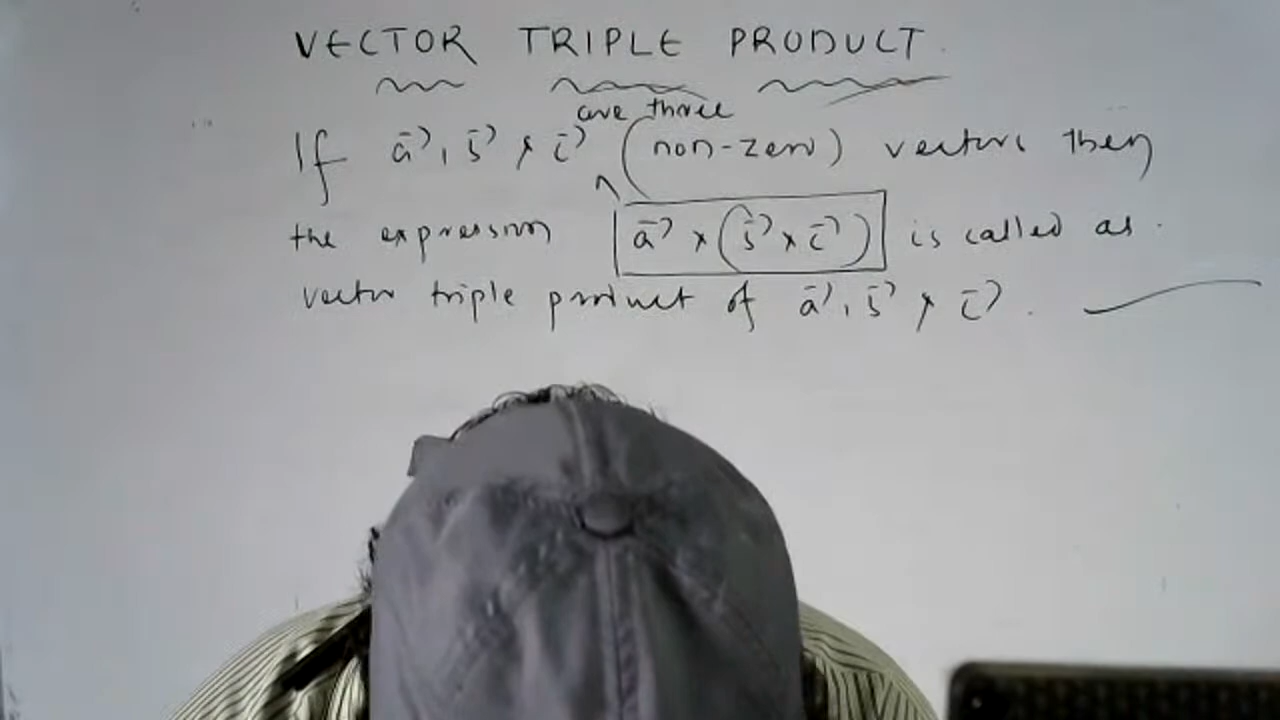 VECTOR TRIPLE PRODUCT
are three
If a⃗, b⃗ & c⃗ (non-zero) vectors then
the expression a⃗ × (b⃗ × c⃗) is called as
vector triple product of a⃗, b⃗ & c⃗.